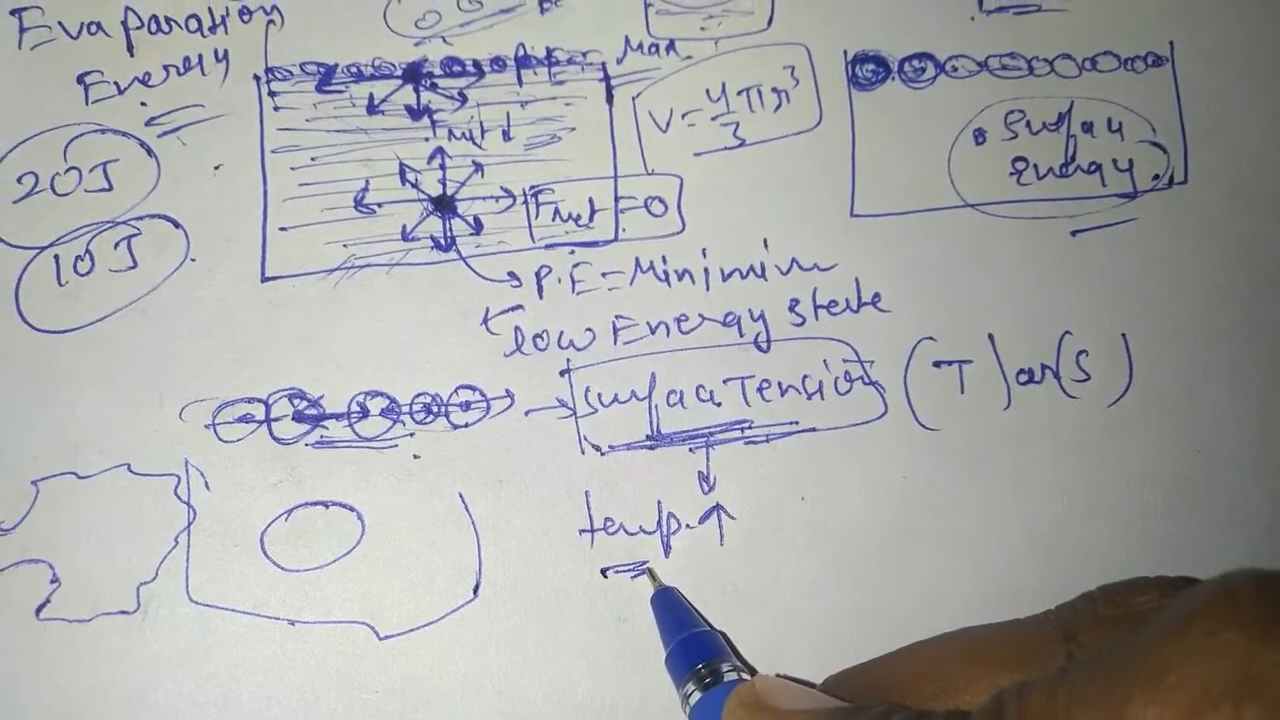 Evaparation
Energy
20J
10J
P.E = Max
Fnet ↓
V = 4/3 πr³
Fnet = 0
P.E = Minimum
low Energy State
Surface
Energy
Surface Tension (T) or (S)
temp. ↑